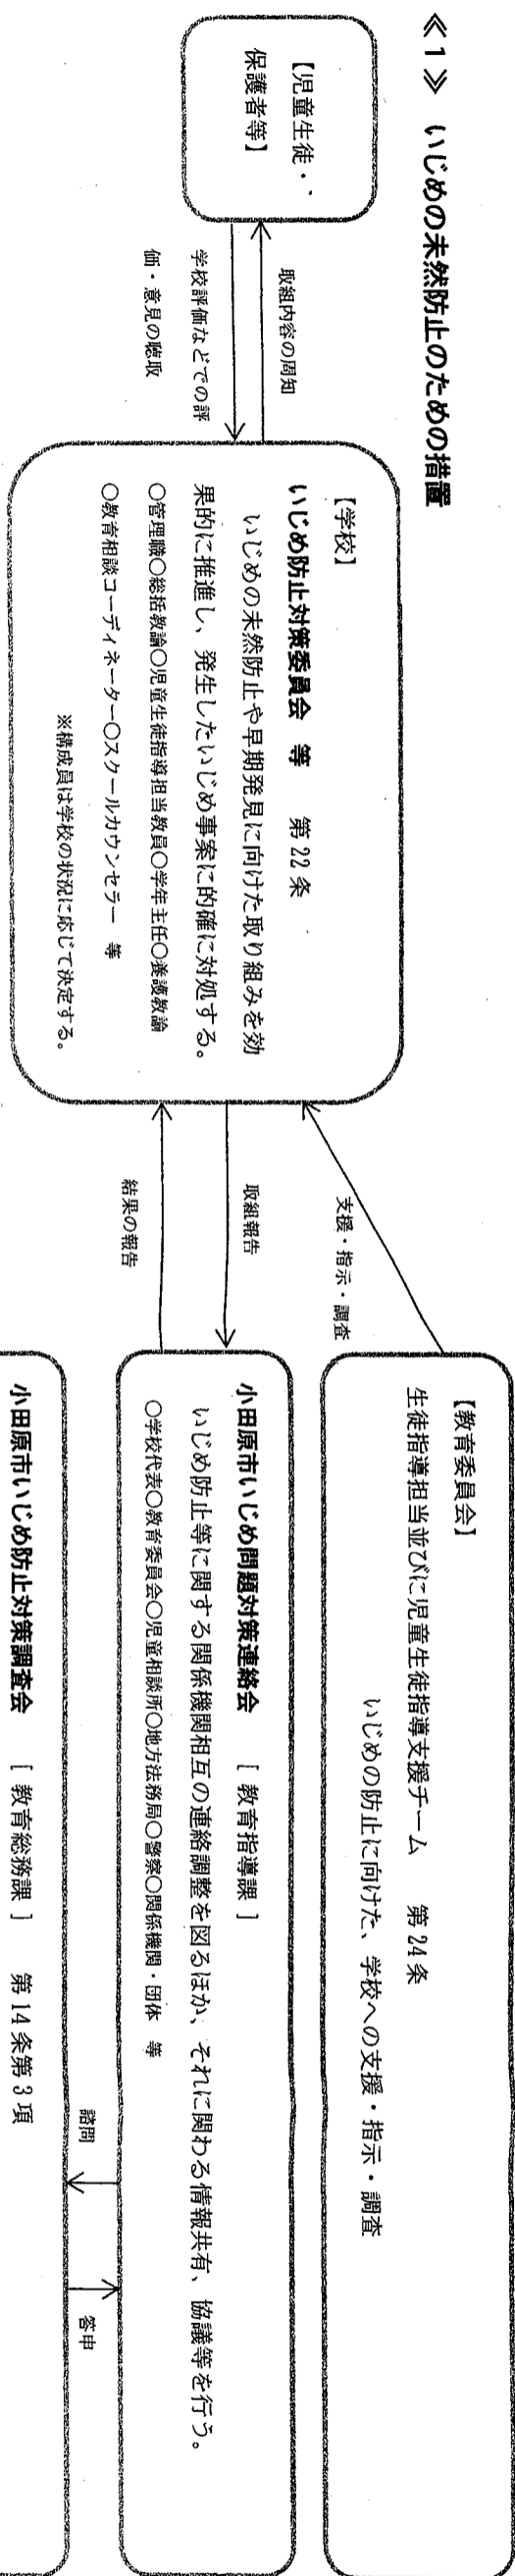 ≪1≫ いじめの未然防止のための措置
【児童生徒・
保護者等】
取組内容の周知
学校評価などでの評
価・意見の聴取
【学校】
いじめ防止対策委員会 等 第22条
いじめの未然防止や早期発見に向けた取り組みを効
果的に推進し、発生したいじめ事案に的確に対処する。
○管理職○総括教諭○児童生徒指導担当教員○学年主任○養護教諭
○教育相談コーディネーター○スクールカウンセラー 等
※構成員は学校の状況に応じて決定する。
支援・指示・調査
取組報告
結果の報告
【教育委員会】
生徒指導担当並びに児童生徒指導支援チーム 第24条
いじめの防止に向けた、学校への支援・指示・調査
小田原市いじめ問題対策連絡会 [ 教育指導課 ]
いじめ防止等に関する関係機関相互の連絡調整を図るほか、それに関わる情報共有、協議等を行う。
○学校代表○教育委員会○児童相談所○地方法務局○警察○関係機関・団体 等
諮問
答申
小田原市いじめ防止対策調査会 [ 教育総務課 ] 第14条第3項